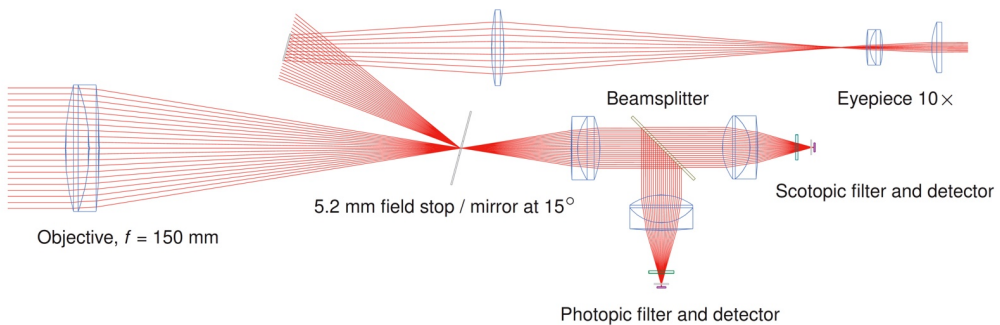 Beamsplitter
Eyepiece 10×
5.2 mm field stop / mirror at 15°
Scotopic filter and detector
Objective, f = 150 mm
Photopic filter and detector